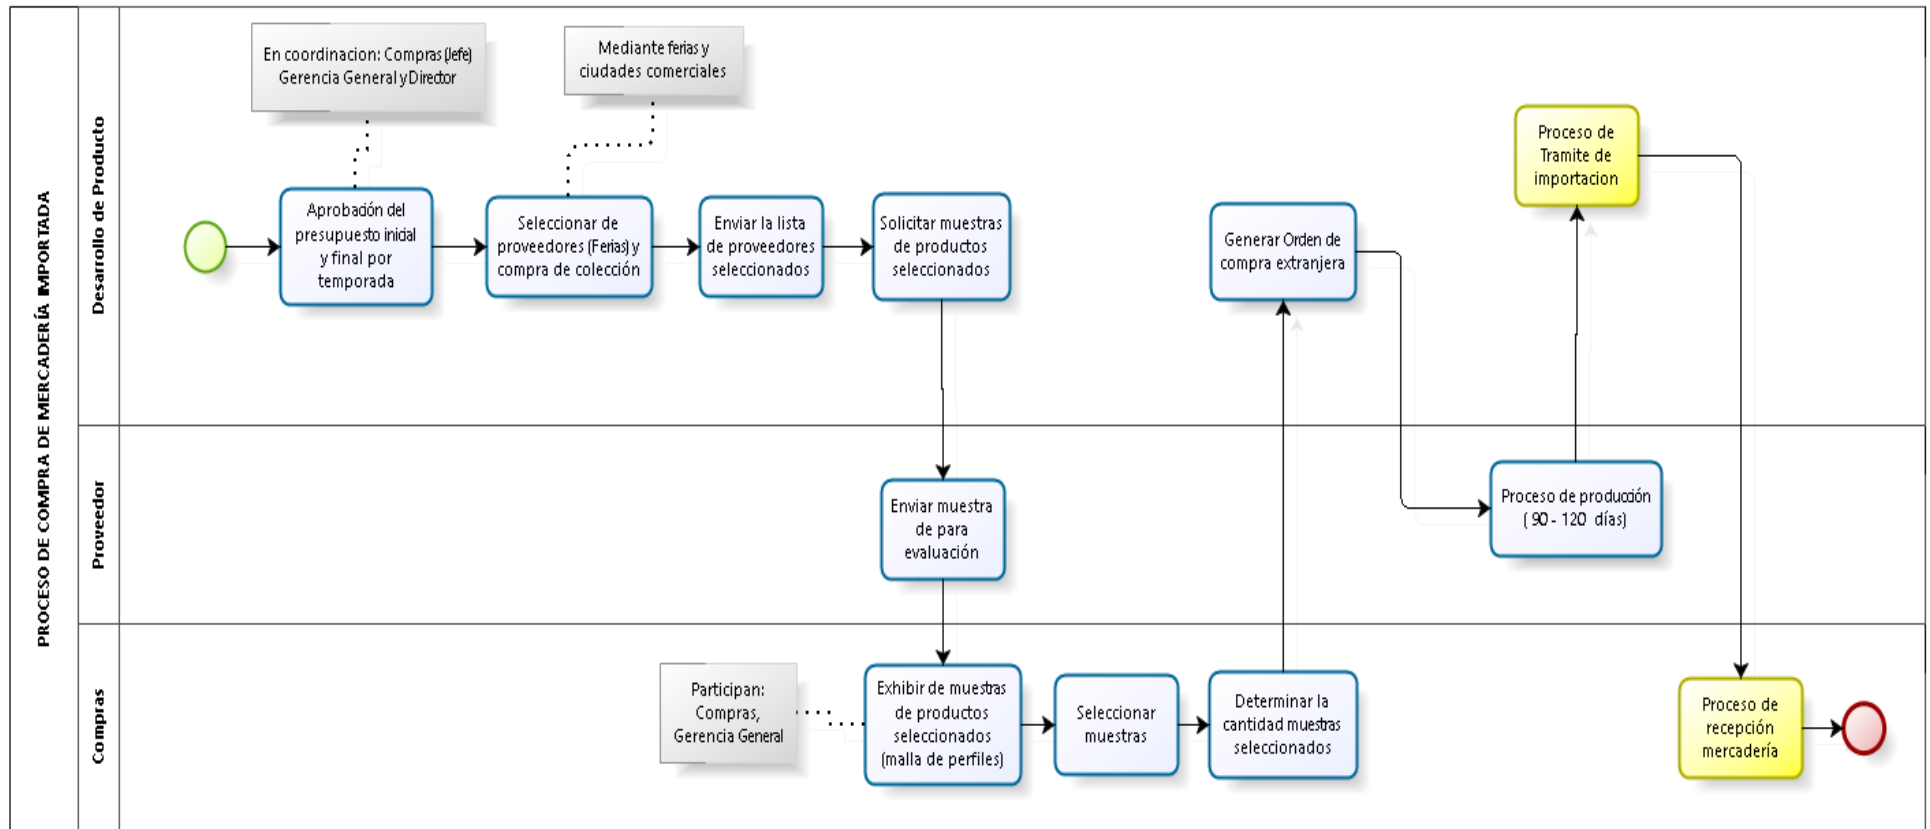 PROCESO DE COMPRA DE MERCADERÍA IMPORTADA
Desarrollo de Producto
En coordinacion: Compras (Jefe)
Gerencia General y Director
Mediante ferias y
ciudades comerciales
Aprobación del
presupuesto inicial
y final por
temporada
Seleccionar de
proveedores (Ferias) y
compra de colección
Enviar la lista
de proveedores
seleccionados
Solicitar muestras
de productos
seleccionados
Generar Orden de
compra extranjera
Proceso de
Tramite de
importacion
Proveedor
Enviar muestra
de para
evaluación
Proceso de producción
( 90 - 120 días)
Compras
Participan:
Compras,
Gerencia General
Exhibir de muestras
de productos
seleccionados
(malla de perfiles)
Seleccionar
muestras
Determinar la
cantidad muestras
seleccionados
Proceso de
recepción
mercadería